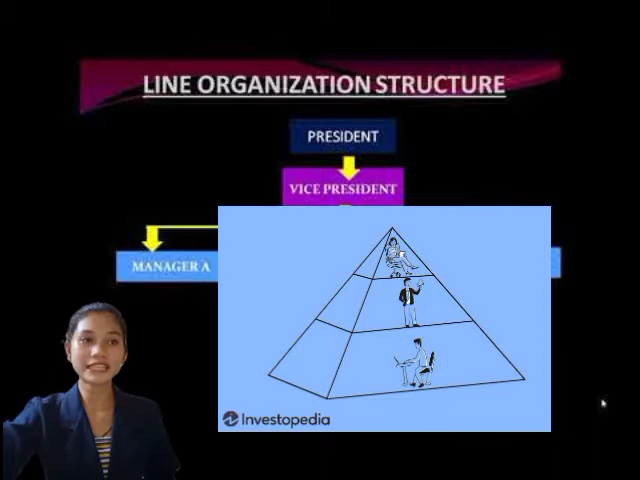 LINE ORGANIZATION STRUCTURE
PRESIDENT
VICE PRESIDENT
MANAGER A
Investopedia